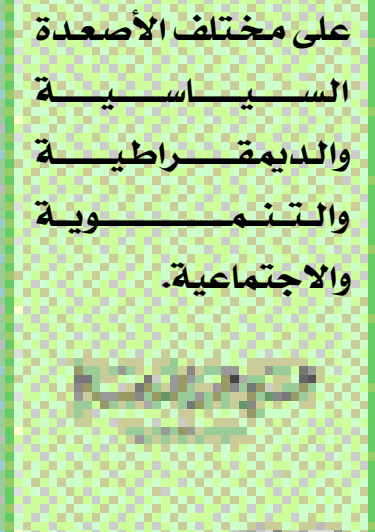 على مختلف الأصعدة
السياسية
والديمقراطية
والتنموية
والاجتماعية.